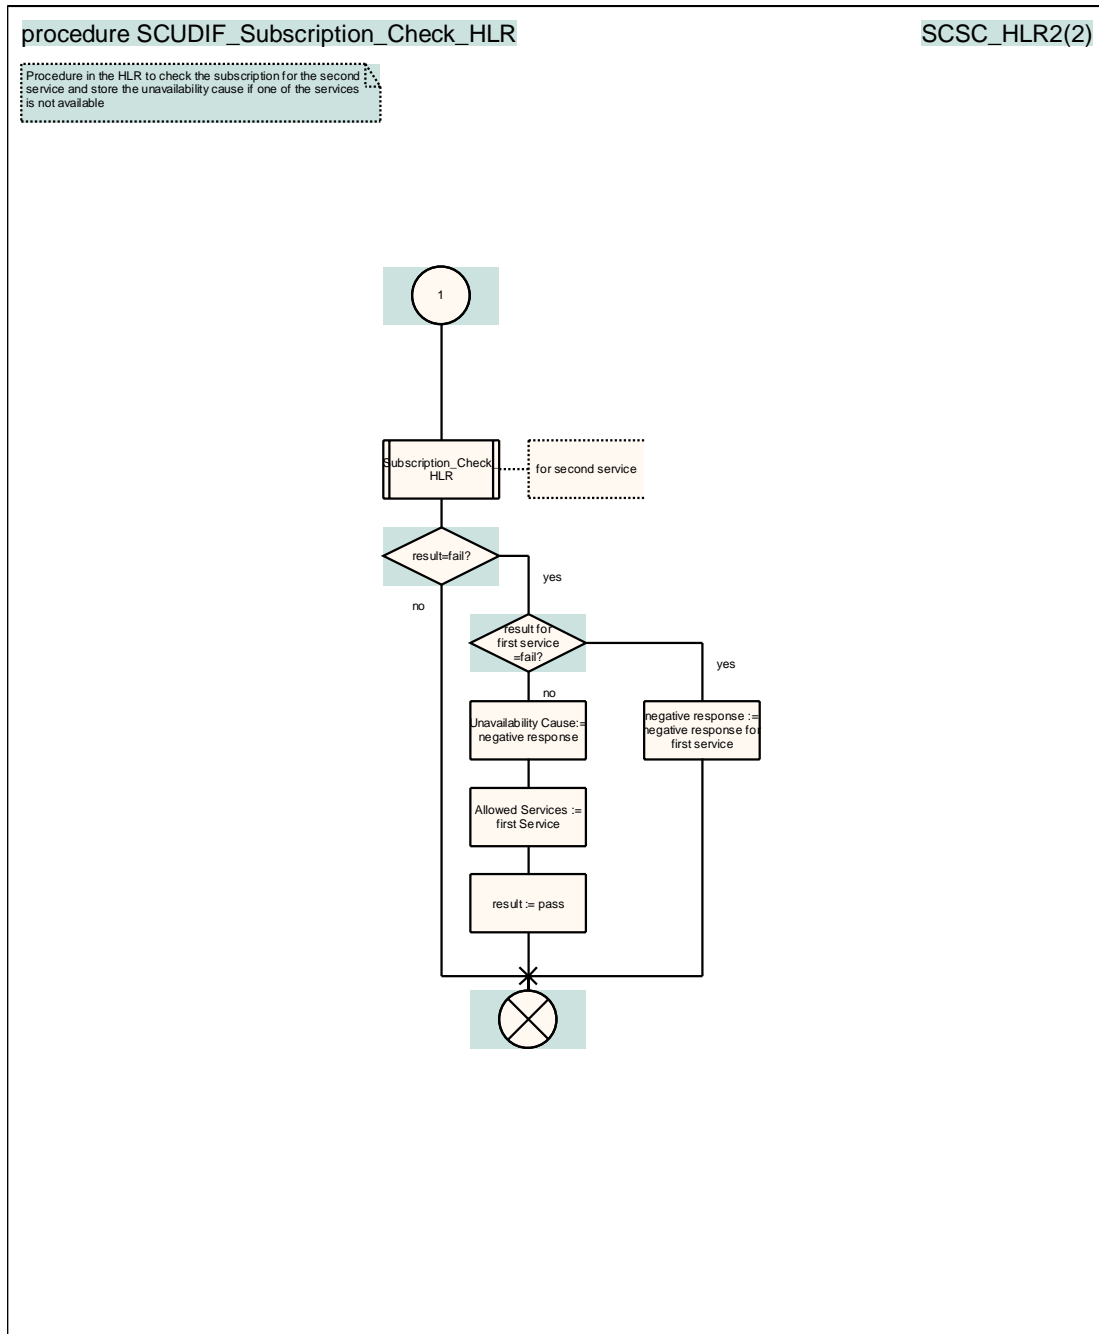 procedure SCUDIF_Subscription_Check_HLR
SCSC_HLR2(2)
Procedure in the HLR to check the subscription for the second
service and store the unavailability cause if one of the services
is not available
1
Subscription_Check_
HLR
for second service
result=fail?
yes
no
result for
first service
=fail?
yes
no
Unavailability Cause:=
negative response
negative response :=
negative response for
first service
Allowed Services :=
first Service
result := pass